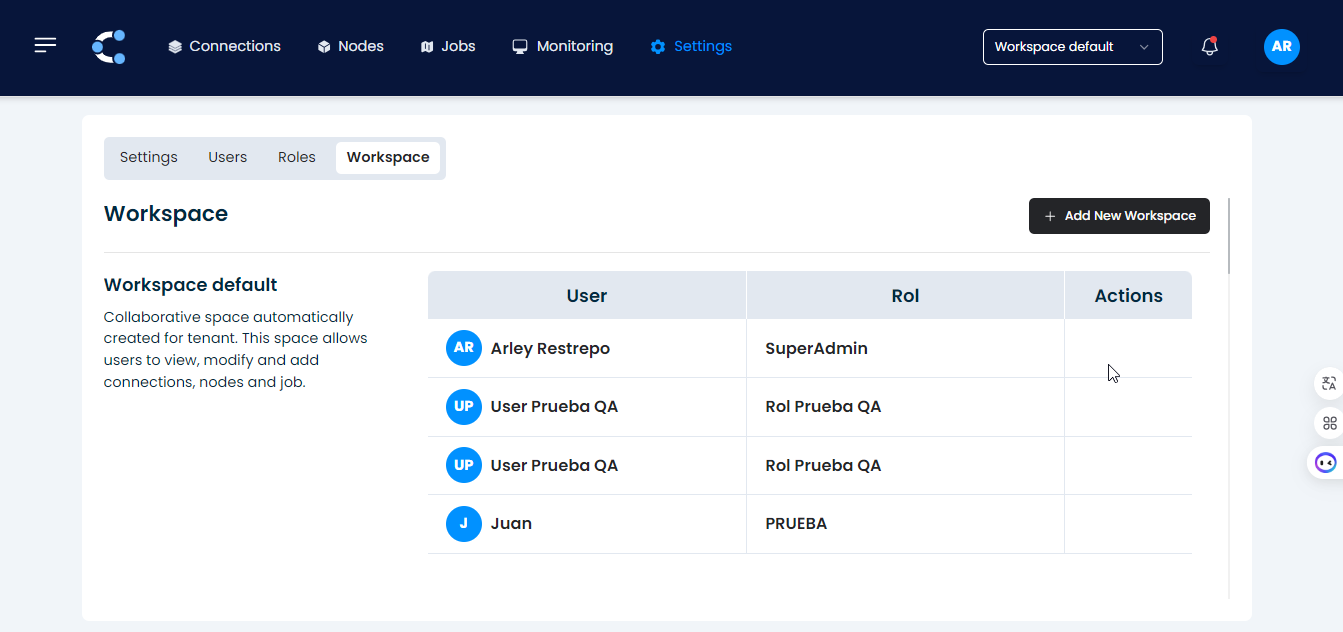 Connections Nodes Jobs Monitoring Settings Workspace default AR
Settings Users Roles Workspace
Workspace
+ Add New Workspace
Workspace default
Collaborative space automatically
created for tenant. This space allows
users to view, modify and add
connections, nodes and job.
User Rol Actions
AR Arley Restrepo SuperAdmin
UP User Prueba QA Rol Prueba QA
UP User Prueba QA Rol Prueba QA
J Juan PRUEBA